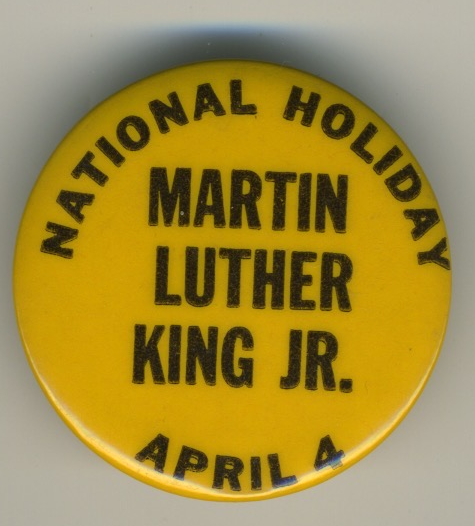 NATIONAL HOLIDAY
MARTIN
LUTHER
KING JR.
APRIL 4